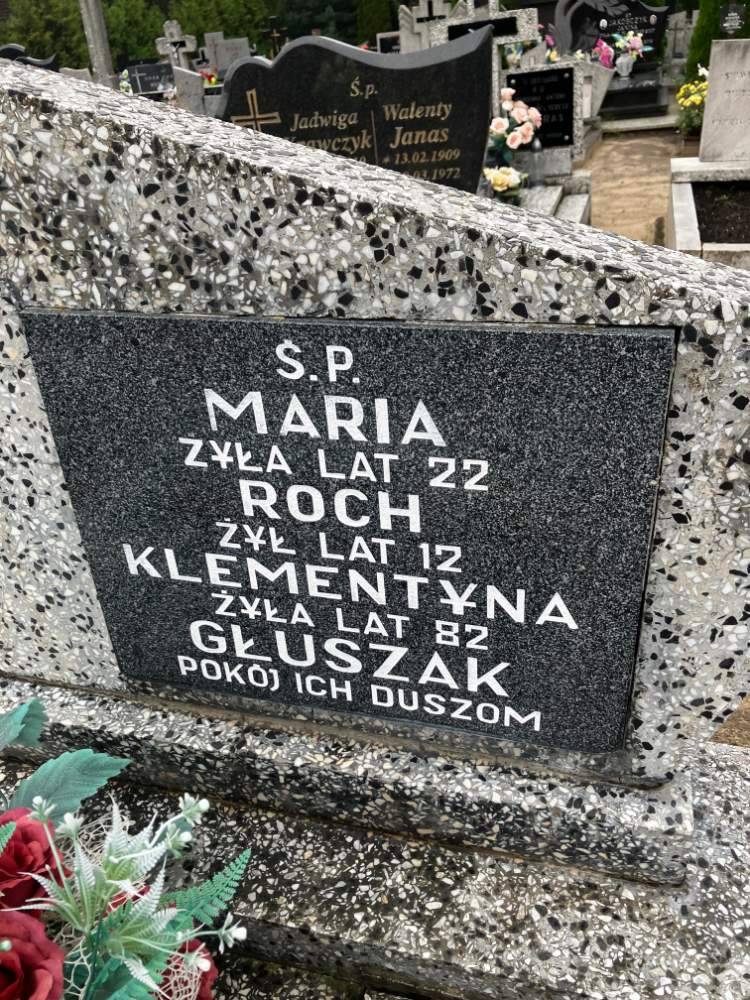 Ś.p.
Jadwiga
Walenty
Janas
* 13.02.1909
1972
Ś.P.
MARIA
ŻYŁA LAT 22
ROCH
ŻYŁ LAT 12
KLEMENTYNA
ŻYŁA LAT 82
GŁUSZAK
POKÓJ ICH DUSZOM